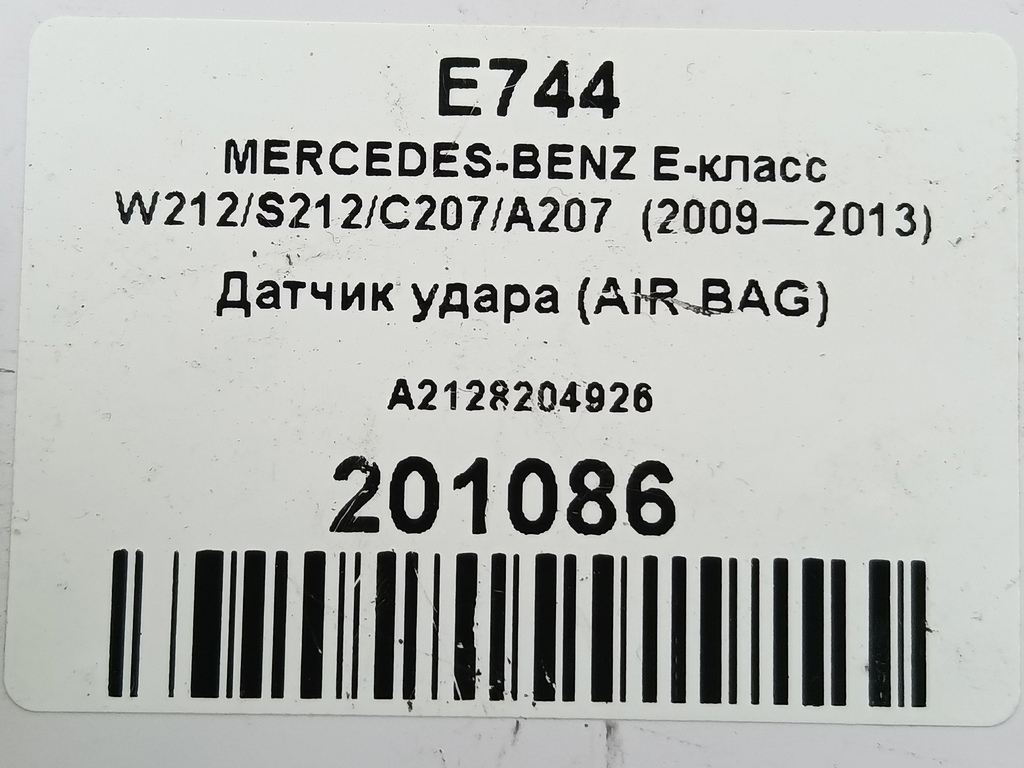 E744
MERCEDES-BENZ E-класс
W212/S212/C207/A207 (2009—2013)
Датчик удара (AIR BAG)
A2128204926
201086